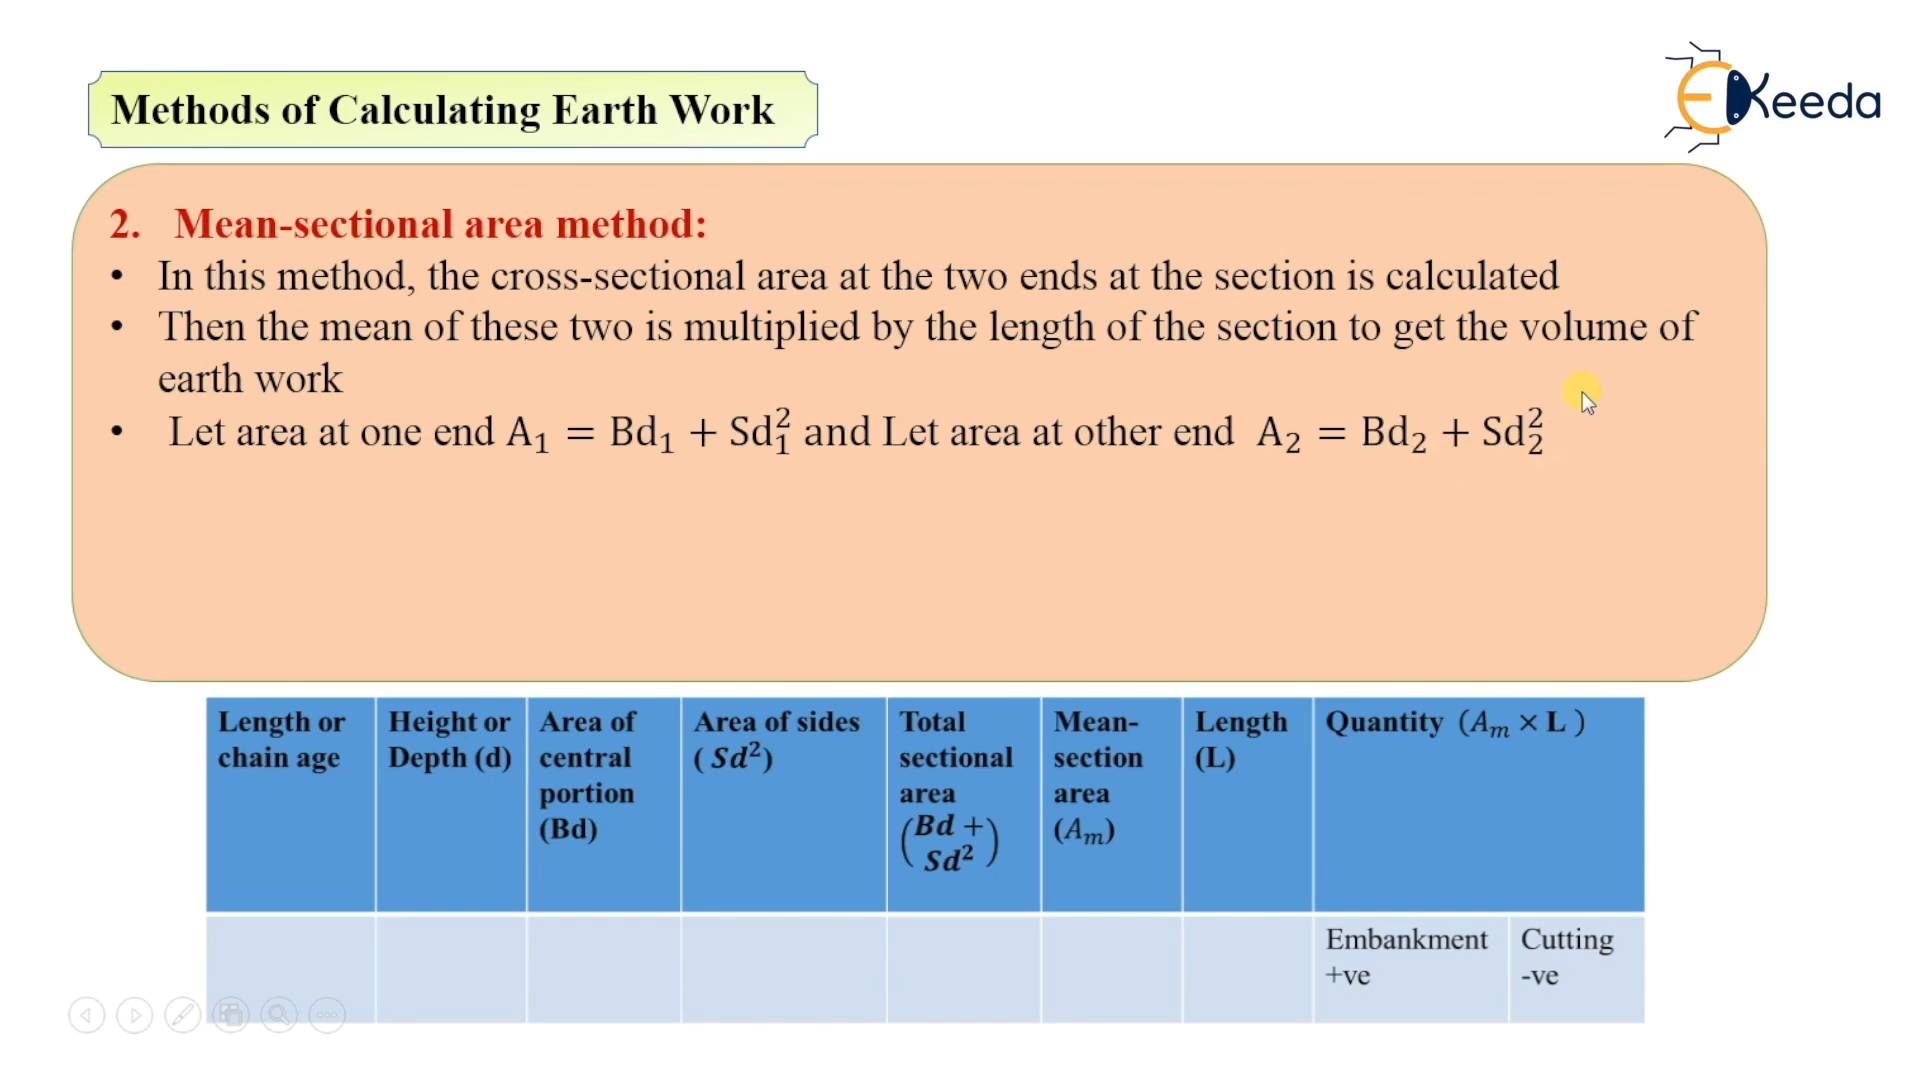 Methods of Calculating Earth Work
EKeeda
2. Mean-sectional area method:
• In this method, the cross-sectional area at the two ends at the section is calculated
• Then the mean of these two is multiplied by the length of the section to get the volume of
earth work
• Let area at one end A₁ = Bd₁ + Sd₁² and Let area at other end A₂ = Bd₂ + Sd₂²
Length or
chain age
Height or
Depth (d)
Area of
central
portion
(Bd)
Area of sides
( Sd²)
Total
sectional
area
(Bd +
Sd²)
Mean-
section
area
(Aₘ)
Length
(L)
Quantity (Aₘ × L )
Embankment
+ve
Cutting
-ve